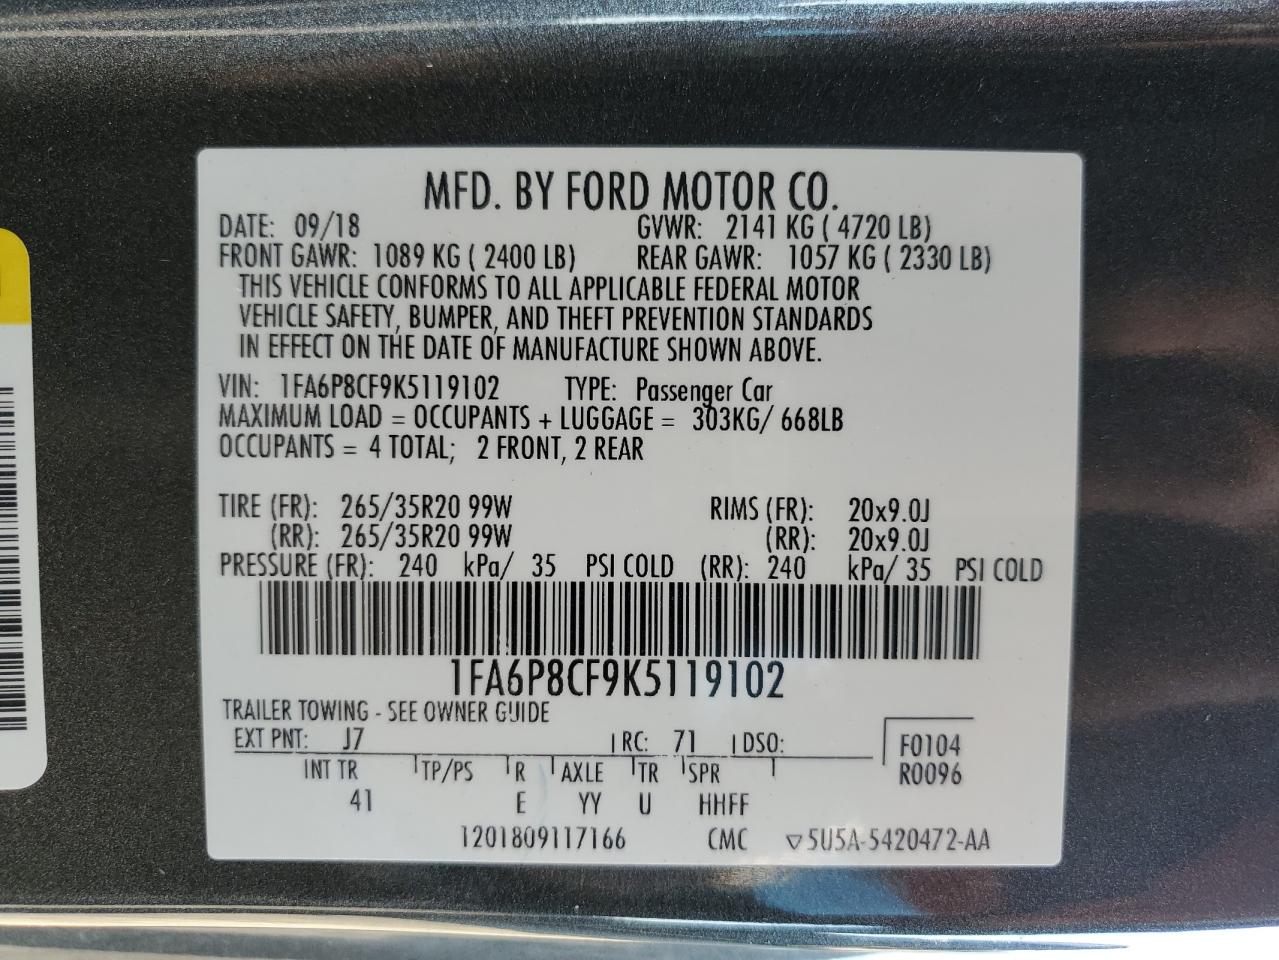 MFD. BY FORD MOTOR CO.
DATE: 09/18 GVWR: 2141 KG ( 4720 LB)
FRONT GAWR: 1089 KG ( 2400 LB) REAR GAWR: 1057 KG ( 2330 LB)
THIS VEHICLE CONFORMS TO ALL APPLICABLE FEDERAL MOTOR
VEHICLE SAFETY, BUMPER, AND THEFT PREVENTION STANDARDS
IN EFFECT ON THE DATE OF MANUFACTURE SHOWN ABOVE.
VIN: 1FA6P8CF9K5119102 TYPE: Passenger Car
MAXIMUM LOAD = OCCUPANTS + LUGGAGE = 303KG/ 668LB
OCCUPANTS = 4 TOTAL; 2 FRONT, 2 REAR
TIRE (FR): 265/35R20 99W RIMS (FR): 20x9.0J
(RR): 265/35R20 99W (RR): 20x9.0J
PRESSURE (FR): 240 kPa/ 35 PSI COLD (RR): 240 kPa/ 35 PSI COLD
1FA6P8CF9K5119102
TRAILER TOWING - SEE OWNER GUIDE
EXT PNT: J7 RC: 71 DSO: F0104
INT TR TP/PS R AXLE TR SPR R0096
41 E YY U HHFF
1201809117166 CMC ▽5U5A-5420472-AA